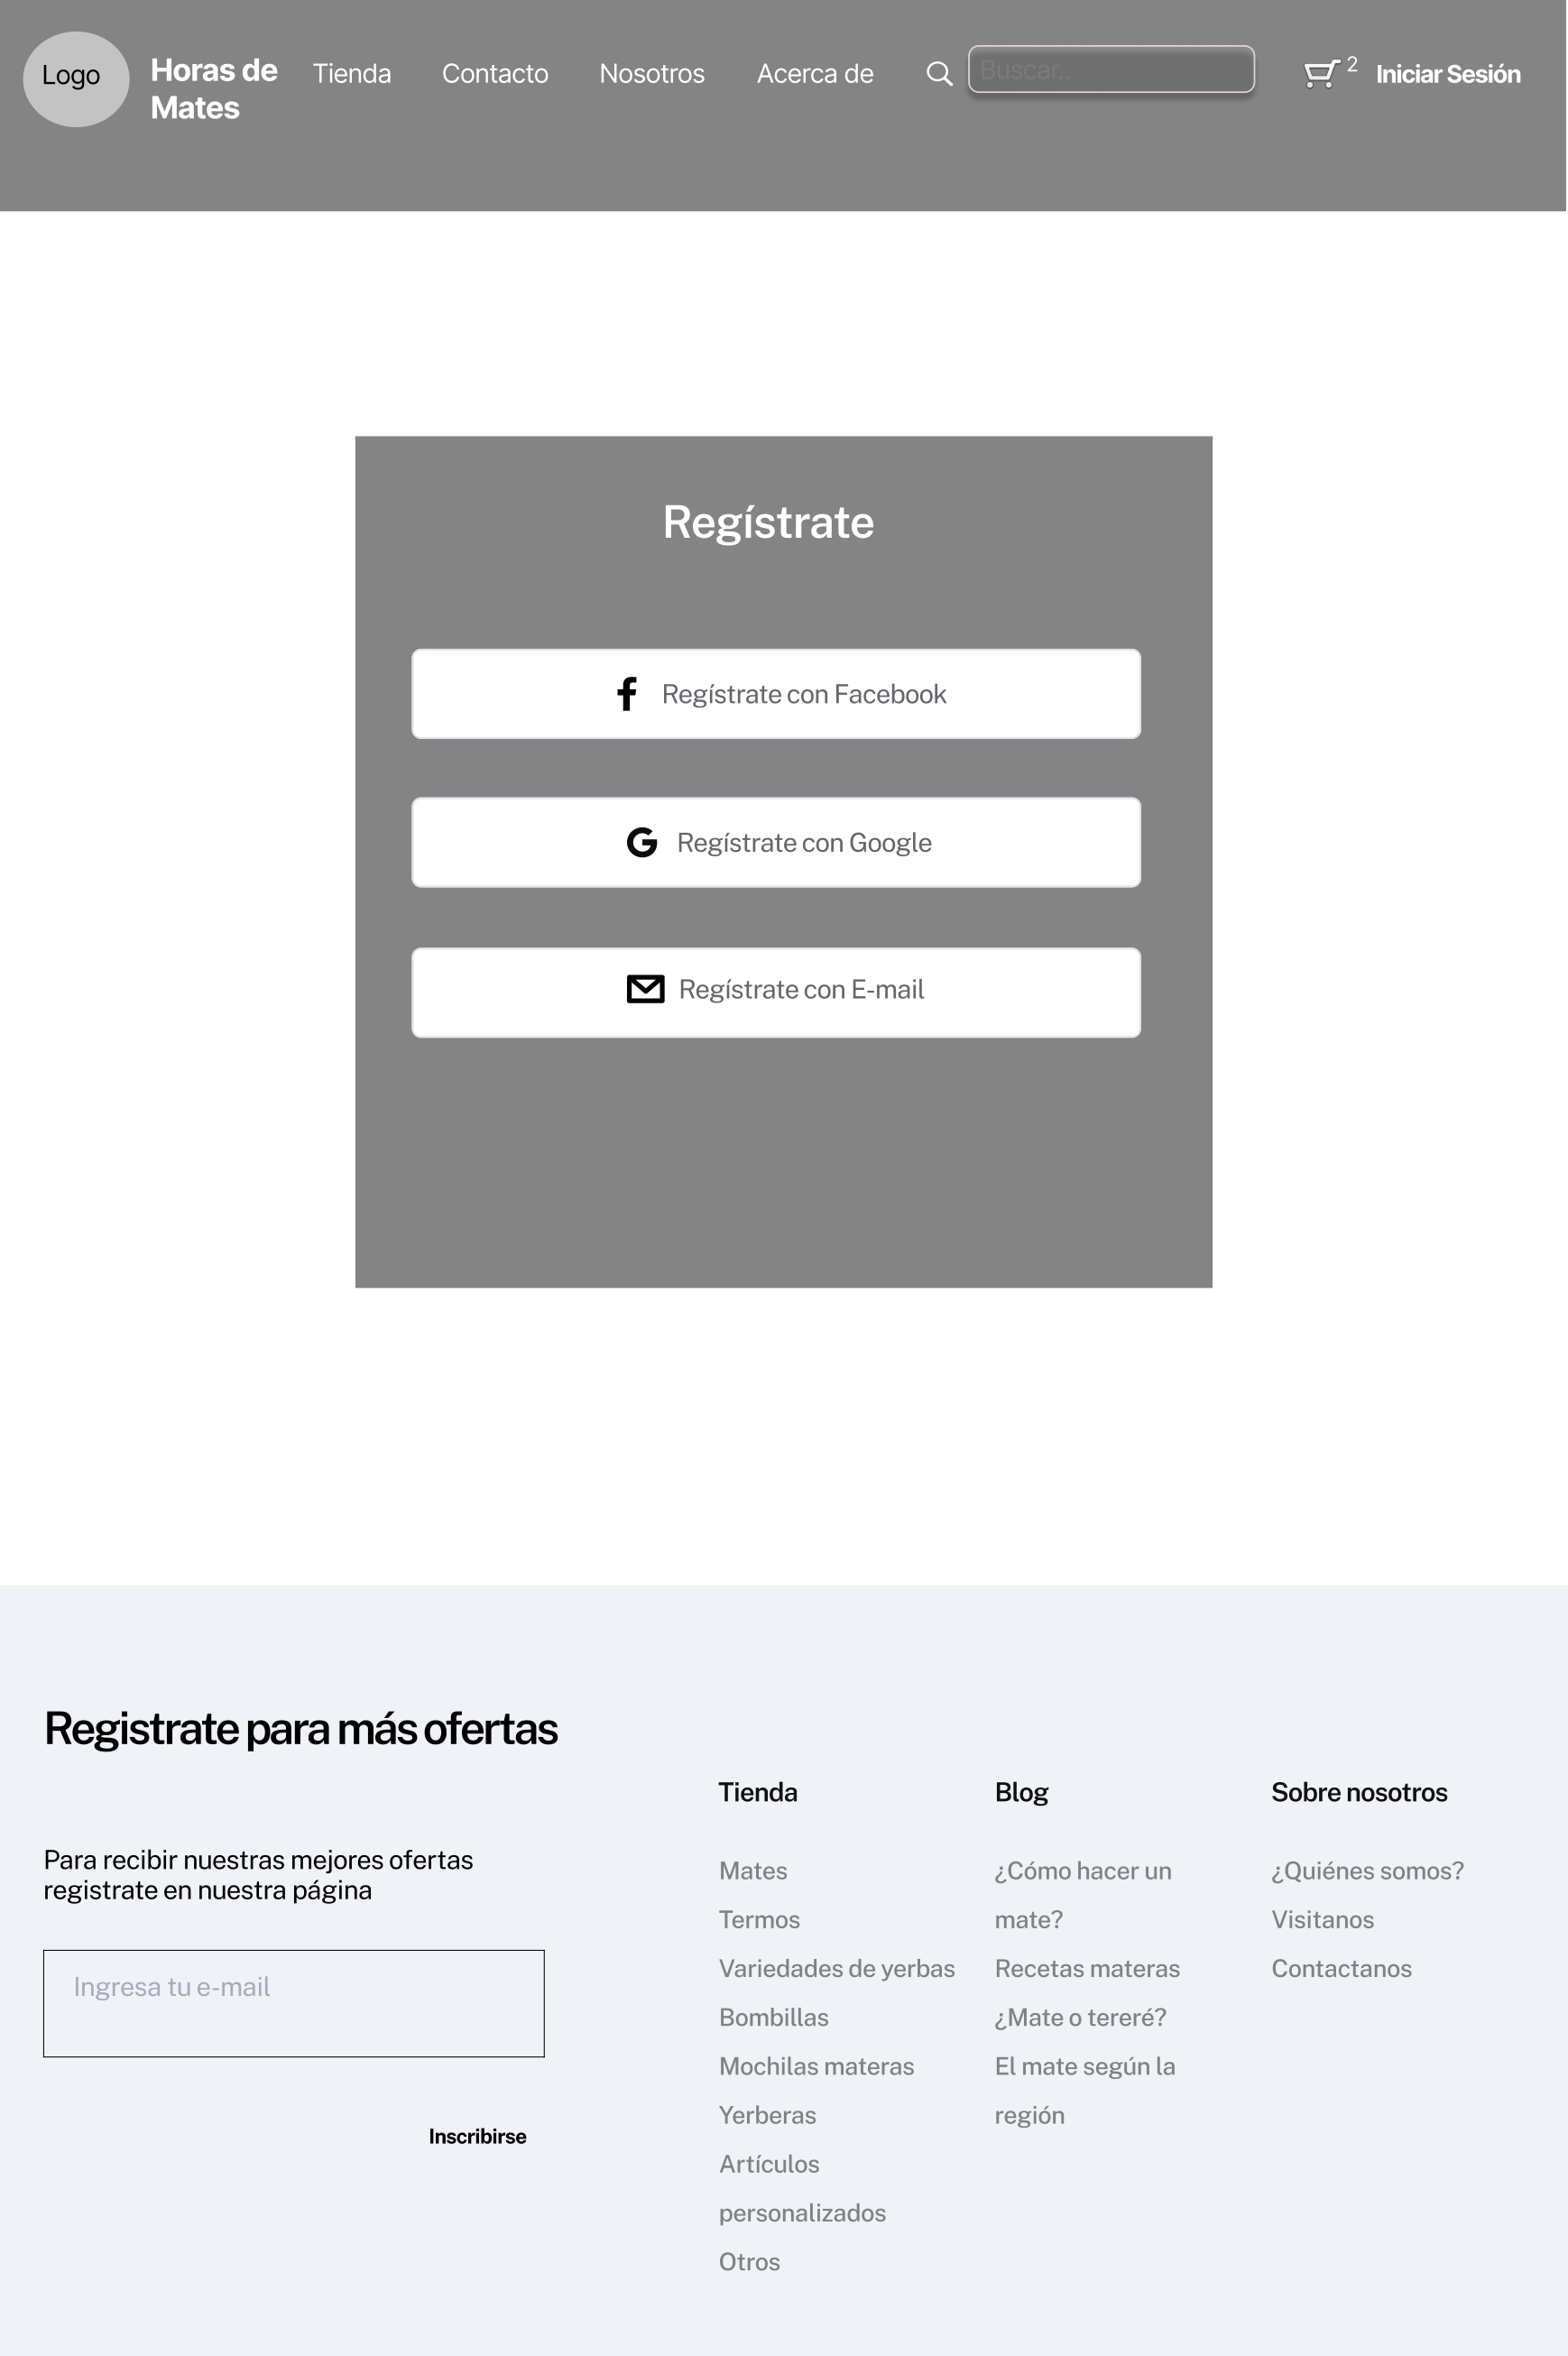 Logo
Horas de
Mates
Tienda
Contacto
Nosotros
Acerca de
Buscar..
2
Iniciar Sesión
Regístrate
Regístrate con Facebook
Regístrate con Google
Regístrate con E-mail
Registrate para más ofertas
Para recibir nuestras mejores ofertas
registrate en nuestra página
Ingresa tu e-mail
Inscribirse
Tienda
Mates
Termos
Variedades de yerbas
Bombillas
Mochilas materas
Yerberas
Artículos
personalizados
Otros
Blog
¿Cómo hacer un
mate?
Recetas materas
¿Mate o tereré?
El mate según la
región
Sobre nosotros
¿Quiénes somos?
Visitanos
Contactanos